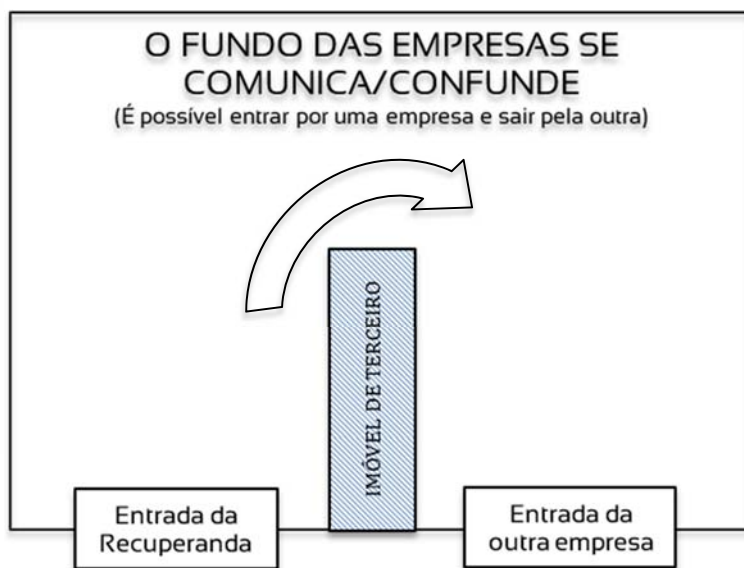 O FUNDO DAS EMPRESAS SE
COMUNICA/CONFUNDE
(É possível entrar por uma empresa e sair pela outra)
IMÓVEL DE TERCEIRO
Entrada da
Recuperanda
Entrada da
outra empresa